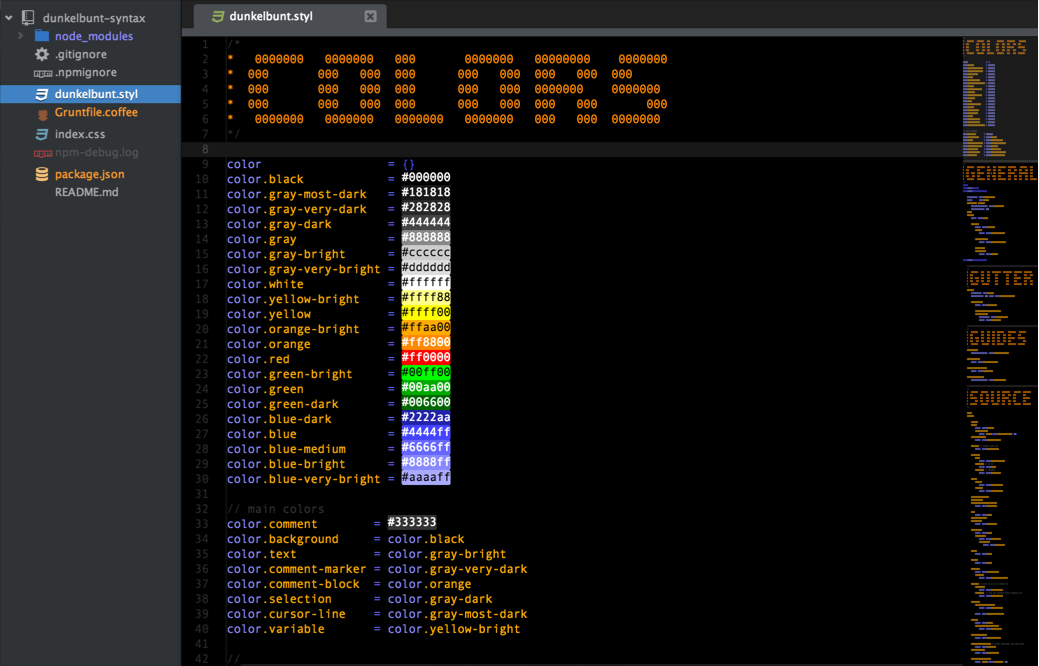 dunkelbunt-syntax
node_modules
.gitignore
.npmignore
dunkelbunt.styl
Gruntfile.coffee
index.css
npm-debug.log
package.json
README.md
dunkelbunt.styl
1 /*
2 *   0000000   0000000   000       0000000   00000000    0000000
3 *  000       000   000  000      000   000  000   000  000
4 *  000       000   000  000      000   000  0000000    0000000
5 *  000       000   000  000      000   000  000   000       000
6 *   0000000   0000000   0000000   0000000   000   000  0000000
7 */
8
9 color                  = {}
10 color.black            = #000000
11 color.gray-most-dark   = #181818
12 color.gray-very-dark   = #282828
13 color.gray-dark        = #444444
14 color.gray             = #888888
15 color.gray-bright      = #cccccc
16 color.gray-very-bright = #dddddd
17 color.white            = #ffffff
18 color.yellow-bright    = #ffff88
19 color.yellow           = #ffff00
20 color.orange-bright    = #ffaa00
21 color.orange           = #ff8800
22 color.red              = #ff0000
23 color.green-bright     = #00ff00
24 color.green            = #00aa00
25 color.green-dark       = #006600
26 color.blue-dark        = #2222aa
27 color.blue             = #4444ff
28 color.blue-medium      = #6666ff
29 color.blue-bright      = #8888ff
30 color.blue-very-bright = #aaaaff
31
32 // main colors
33 color.comment        = #333333
34 color.background     = color.black
35 color.text           = color.gray-bright
36 color.comment-marker = color.gray-very-dark
37 color.comment-block  = color.orange
38 color.selection      = color.gray-dark
39 color.cursor-line    = color.gray-most-dark
40 color.variable       = color.yellow-bright
41
42 //
COLORS
GENERAL
GUTTER
GUIDES
SOURCE